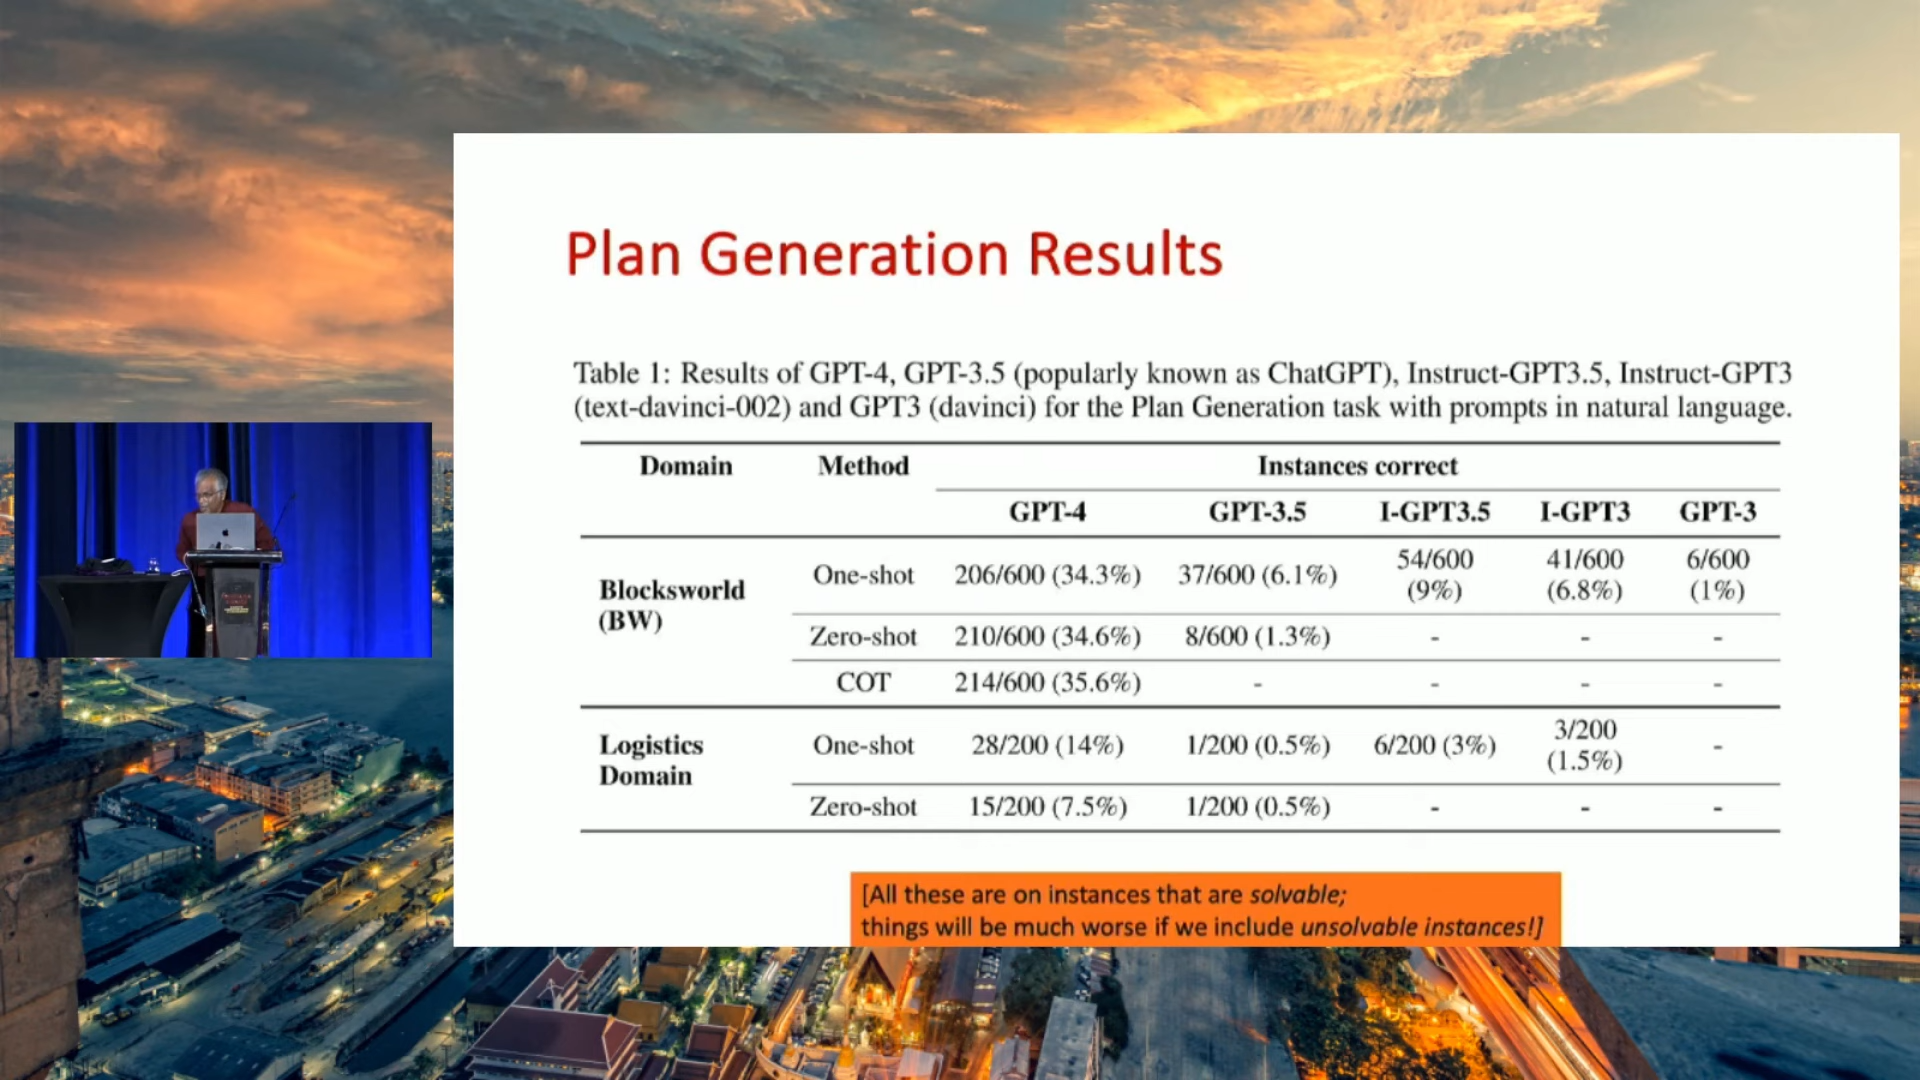 Plan Generation Results
Table 1: Results of GPT-4, GPT-3.5 (popularly known as ChatGPT), Instruct-GPT3.5, Instruct-GPT3
(text-davinci-002) and GPT3 (davinci) for the Plan Generation task with prompts in natural language.
Domain Method Instances correct
GPT-4 GPT-3.5 I-GPT3.5 I-GPT3 GPT-3
Blocksworld
(BW)
One-shot 206/600 (34.3%) 37/600 (6.1%) 54/600 (9%) 41/600 (6.8%) 6/600 (1%)
Zero-shot 210/600 (34.6%) 8/600 (1.3%) - - -
COT 214/600 (35.6%) - - - -
Logistics
Domain
One-shot 28/200 (14%) 1/200 (0.5%) 6/200 (3%) 3/200 (1.5%) -
Zero-shot 15/200 (7.5%) 1/200 (0.5%) - - -
[All these are on instances that are solvable;
things will be much worse if we include unsolvable instances!]